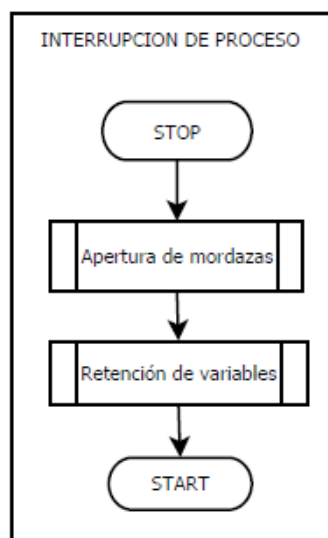 INTERRUPCION DE PROCESO
STOP
Apertura de mordazas
Retención de variables
START